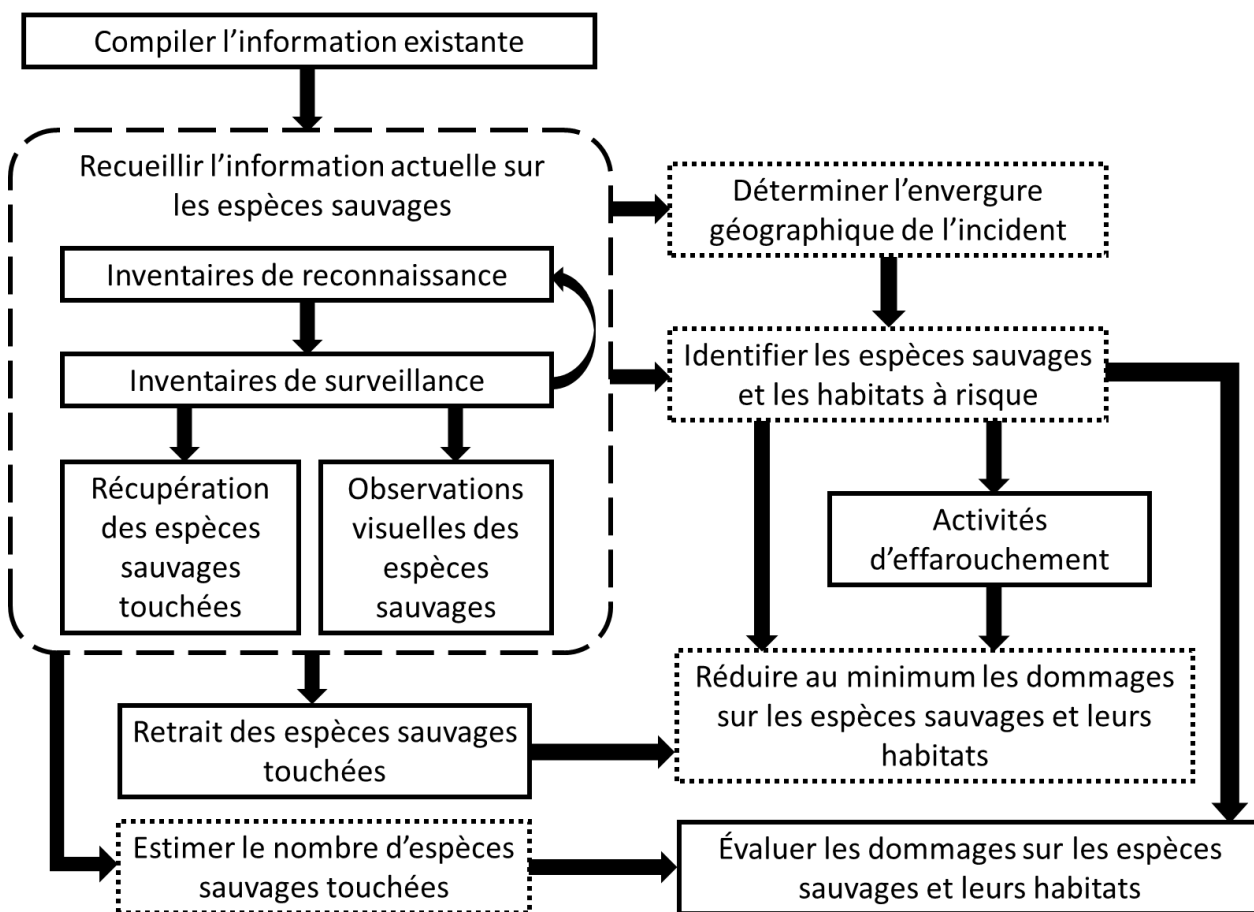 Compiler l’information existante
Recueillir l’information actuelle sur
les espèces sauvages
Inventaires de reconnaissance
Inventaires de surveillance
Récupération
des espèces
sauvages
touchées
Observations
visuelles des
espèces
sauvages
Retrait des espèces sauvages
touchées
Estimer le nombre d’espèces
sauvages touchées
Déterminer l’envergure
géographique de l’incident
Identifier les espèces sauvages
et les habitats à risque
Activités
d’effarouchement
Réduire au minimum les dommages
sur les espèces sauvages et leurs
habitats
Évaluer les dommages sur les espèces
sauvages et leurs habitats